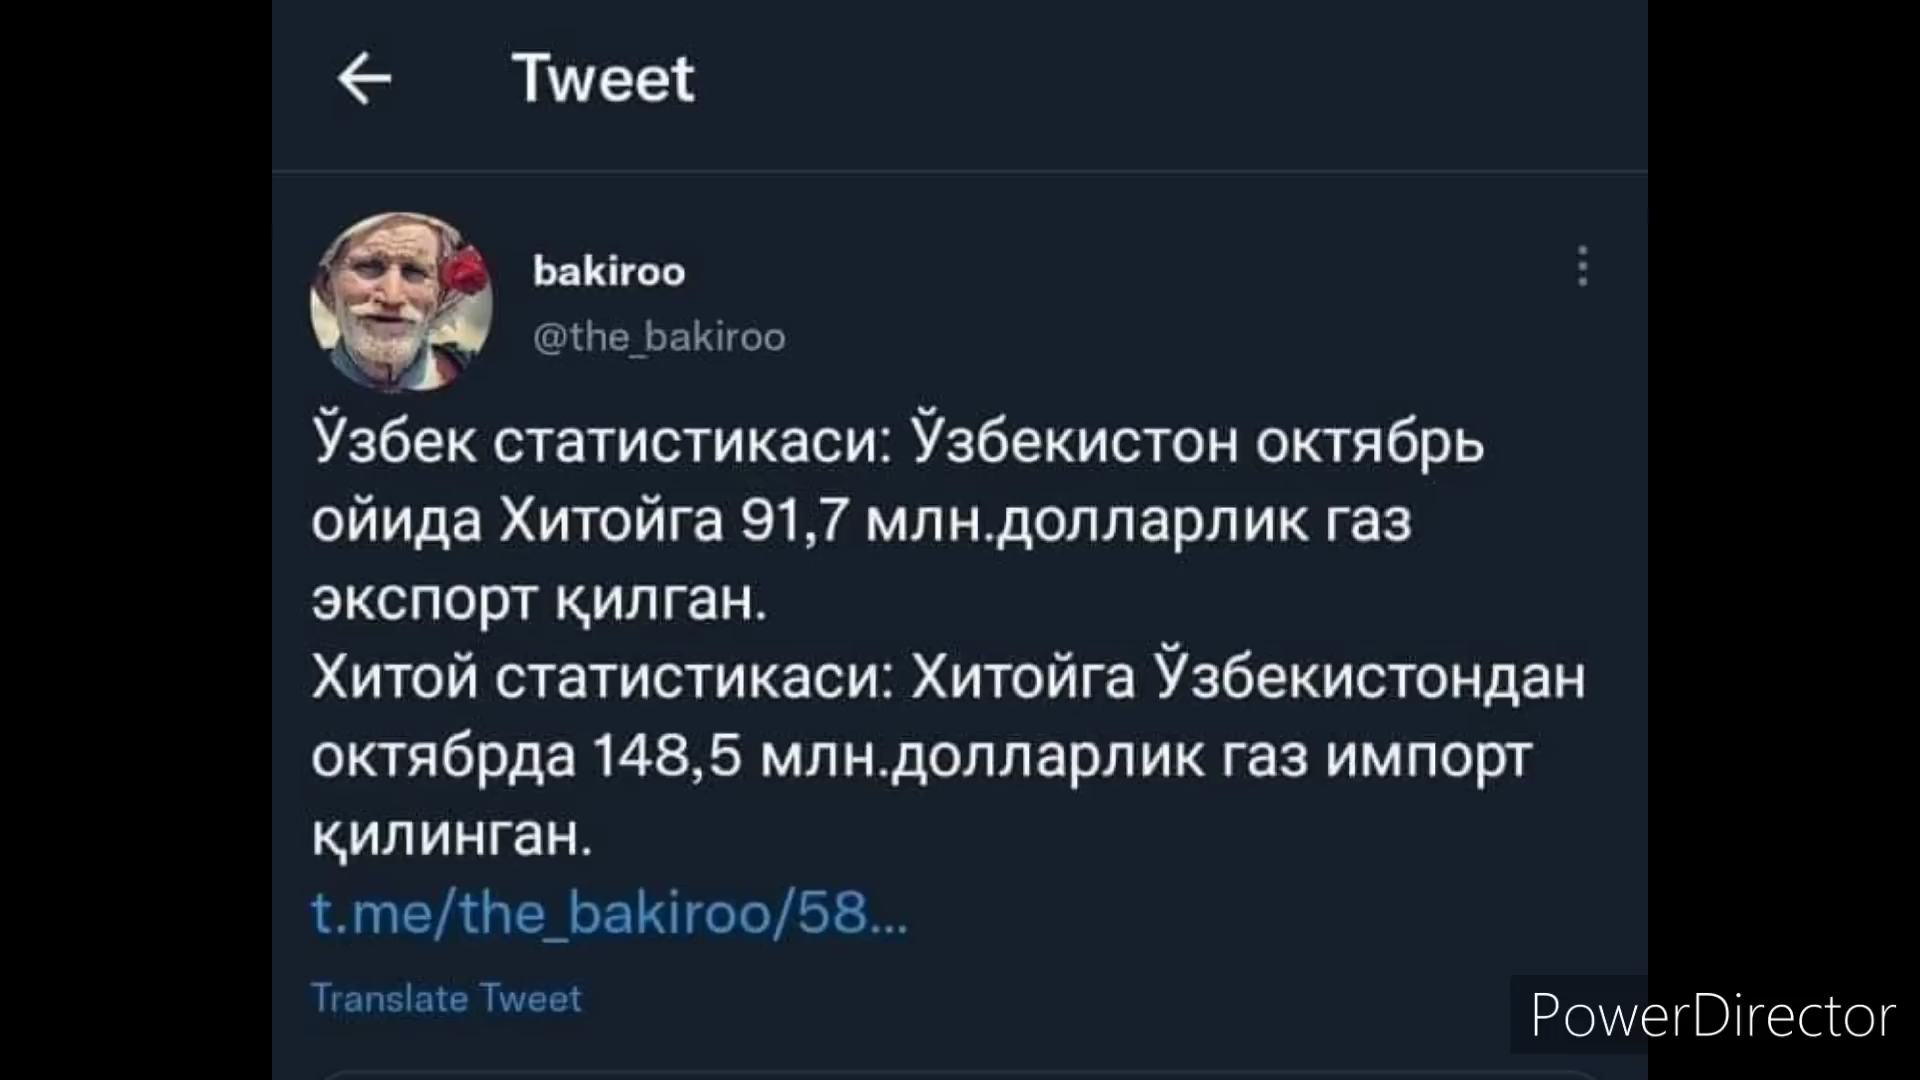 Tweet
bakiroo
@the_bakiroo
Ўзбек статистикаси: Ўзбекистон октябрь
ойида Хитойга 91,7 млн.долларлик газ
экспорт қилган.
Хитой статистикаси: Хитойга Ўзбекистондан
октябрда 148,5 млн.долларлик газ импорт
қилинган.
t.me/the_bakiroo/58...
Translate Tweet
PowerDirector